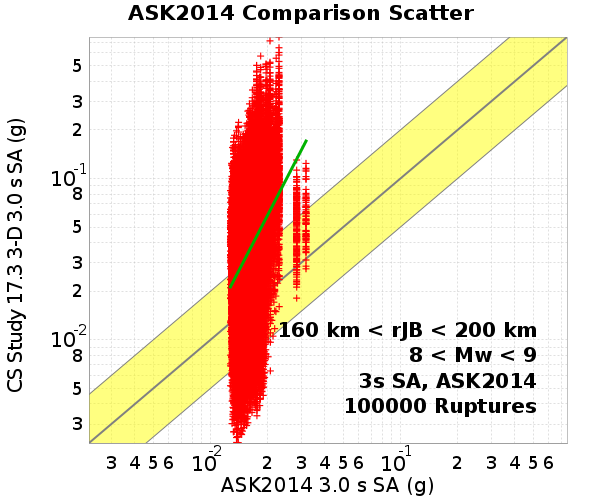 ASK2014 Comparison Scatter
CS Study 17.3 3-D 3.0 s SA (g)
5
3
2
10-1
8
5
3
2
10-2
8
5
3
160 km < rJB < 200 km
8 < Mw < 9
3s SA, ASK2014
100000 Ruptures
3 4 5 6 10-2 2 3 4 5 6 10-1 2 3 4 5 6
ASK2014 3.0 s SA (g)